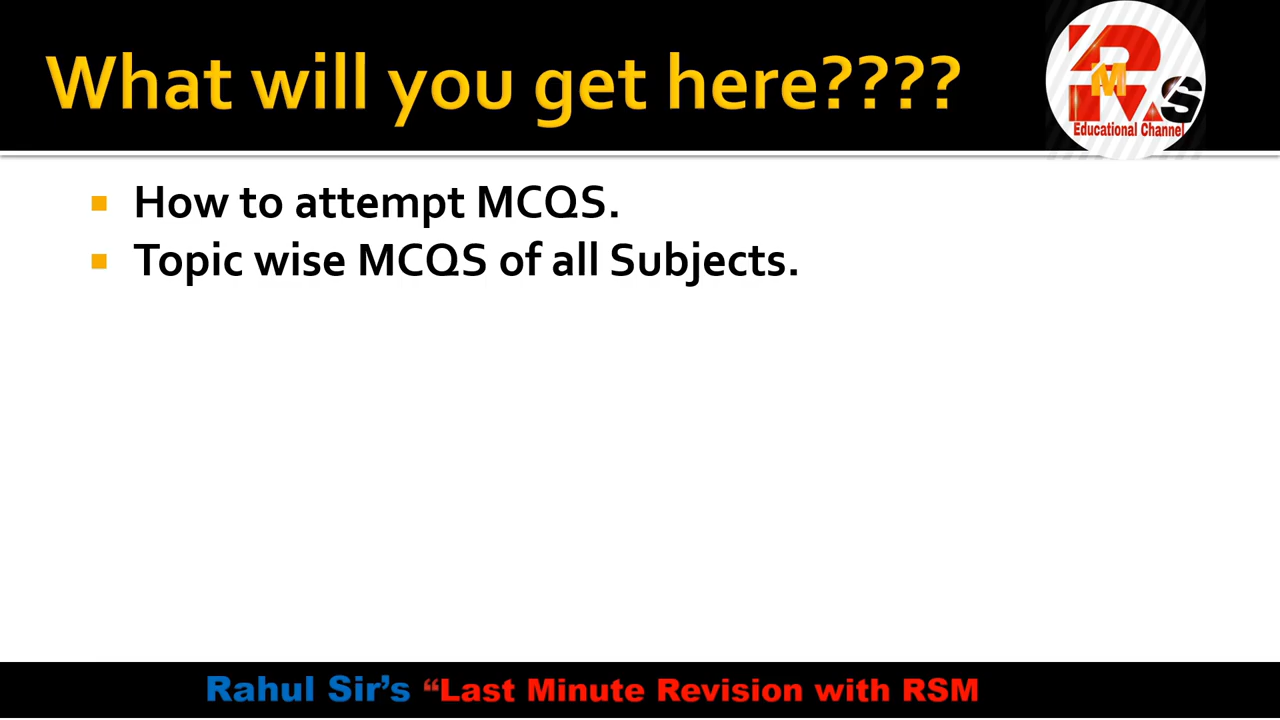 What will you get here????
R M S
Educational Channel
How to attempt MCQS.
Topic wise MCQS of all Subjects.
Rahul Sir’s “Last Minute Revision with RSM